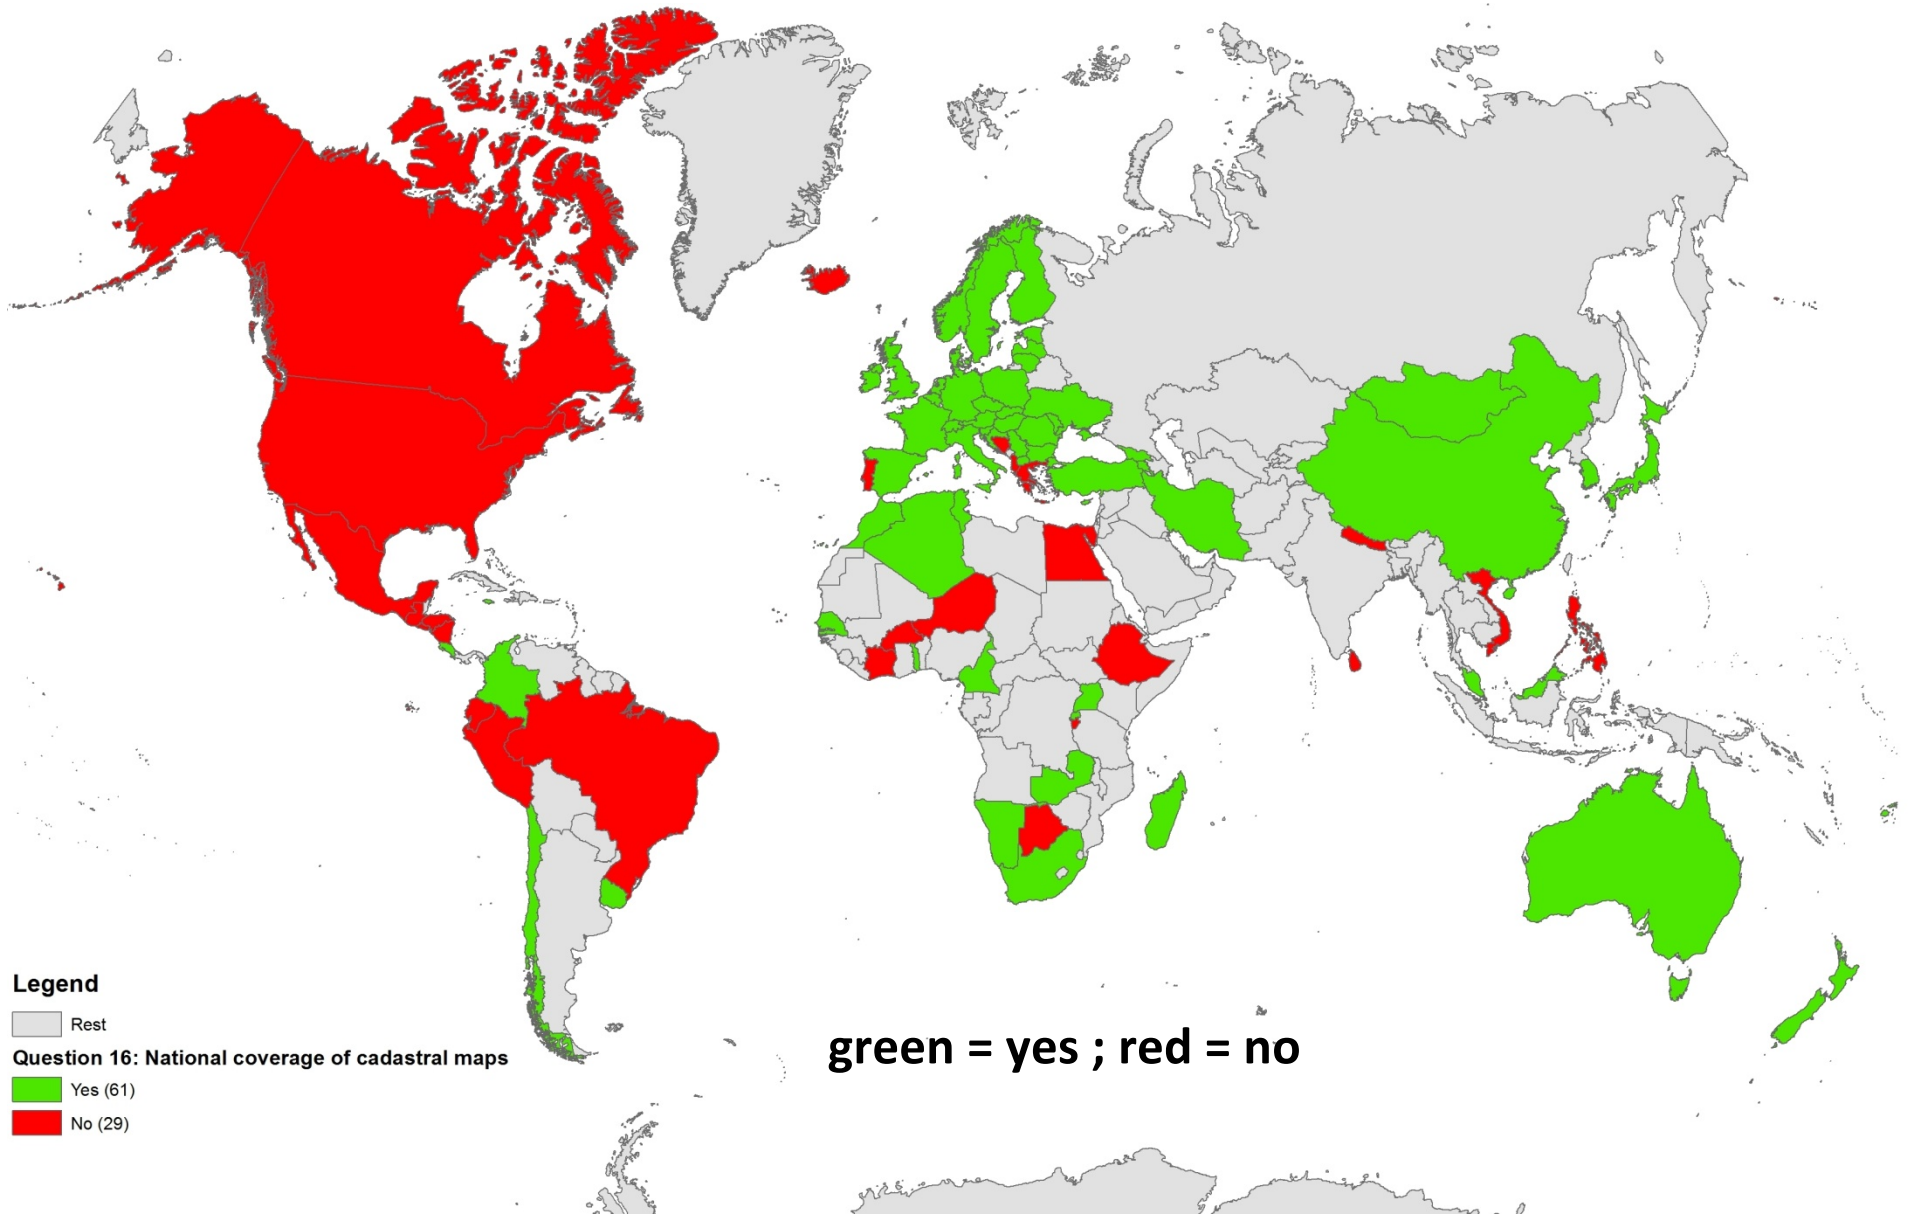 Legend
Rest
Question 16: National coverage of cadastral maps
Yes (61)
No (29)
green = yes ; red = no